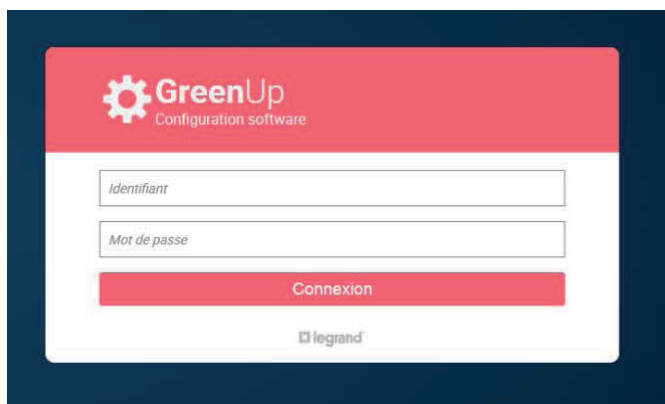 GreenUp
Configuration software
Identifiant
Mot de passe
Connexion
legrand